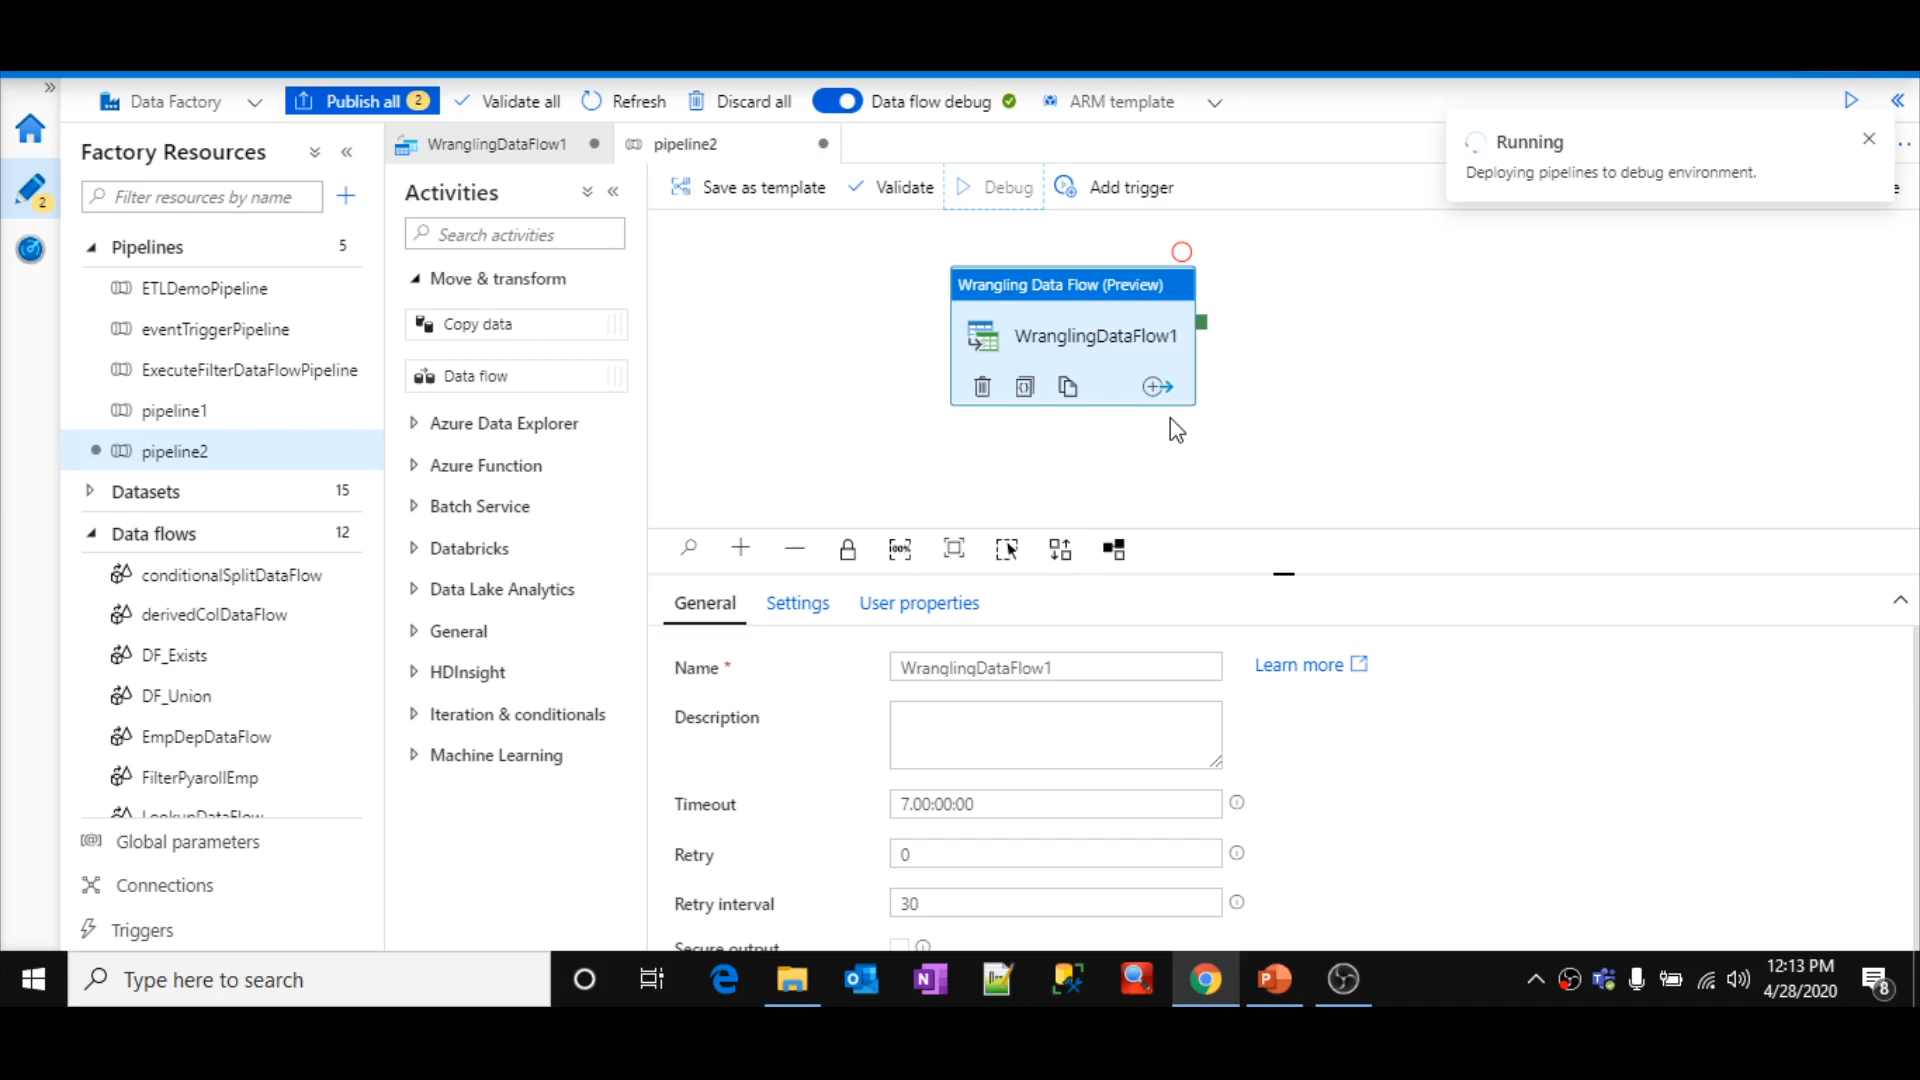 Data Factory
Publish all 2
Validate all
Refresh
Discard all
Data flow debug
ARM template
Running
Deploying pipelines to debug environment.
2
Factory Resources
Filter resources by name
Pipelines 5
ETLDemoPipeline
eventTriggerPipeline
ExecuteFilterDataFlowPipeline
pipeline1
pipeline2
Datasets 15
Data flows 12
conditionalSplitDataFlow
derivedColDataFlow
DF_Exists
DF_Union
EmpDepDataFlow
FilterPyarollEmp
LookupDataFlow
Global parameters
Connections
Triggers
WranglingDataFlow1
pipeline2
Activities
Search activities
Move & transform
Copy data
Data flow
Azure Data Explorer
Azure Function
Batch Service
Databricks
Data Lake Analytics
General
HDInsight
Iteration & conditionals
Machine Learning
Save as template
Validate
Debug
Add trigger
e
Wrangling Data Flow (Preview)
WranglingDataFlow1
100%
General
Settings
User properties
Name *
WranglingDataFlow1
Learn more
Description
Timeout
7.00:00:00
Retry
0
Retry interval
30
Secure output
Type here to search
12:13 PM
4/28/2020
8